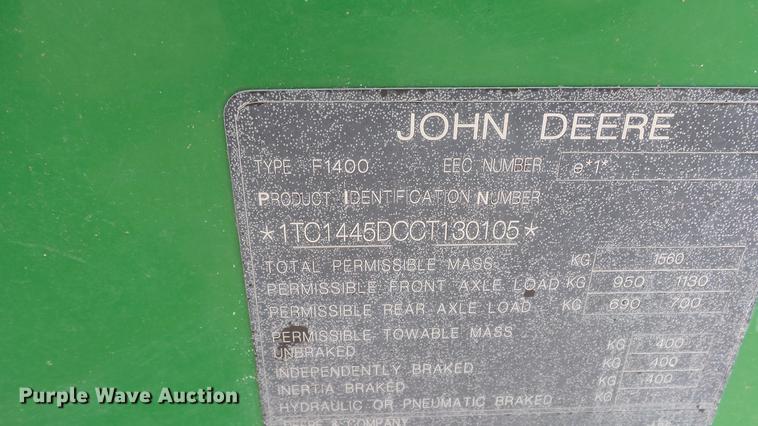 JOHN DEERE
TYPE F1400 EEC NUMBER e*1*
PRODUCT IDENTIFICATION NUMBER
*1TC1445DCCT130105*
TOTAL PERMISSIBLE MASS KG 1560
PERMISSIBLE FRONT AXLE LOAD KG 950 1130
PERMISSIBLE REAR AXLE LOAD KG 690 700
PERMISSIBLE TOWABLE MASS
UNBRAKED KG 400
INDEPENDENTLY BRAKED KG 400
INERTIA BRAKED KG 400
HYDRAULIC OR PNEUMATIC BRAKED KG
DEERE & COMPANY
Purple Wave Auction